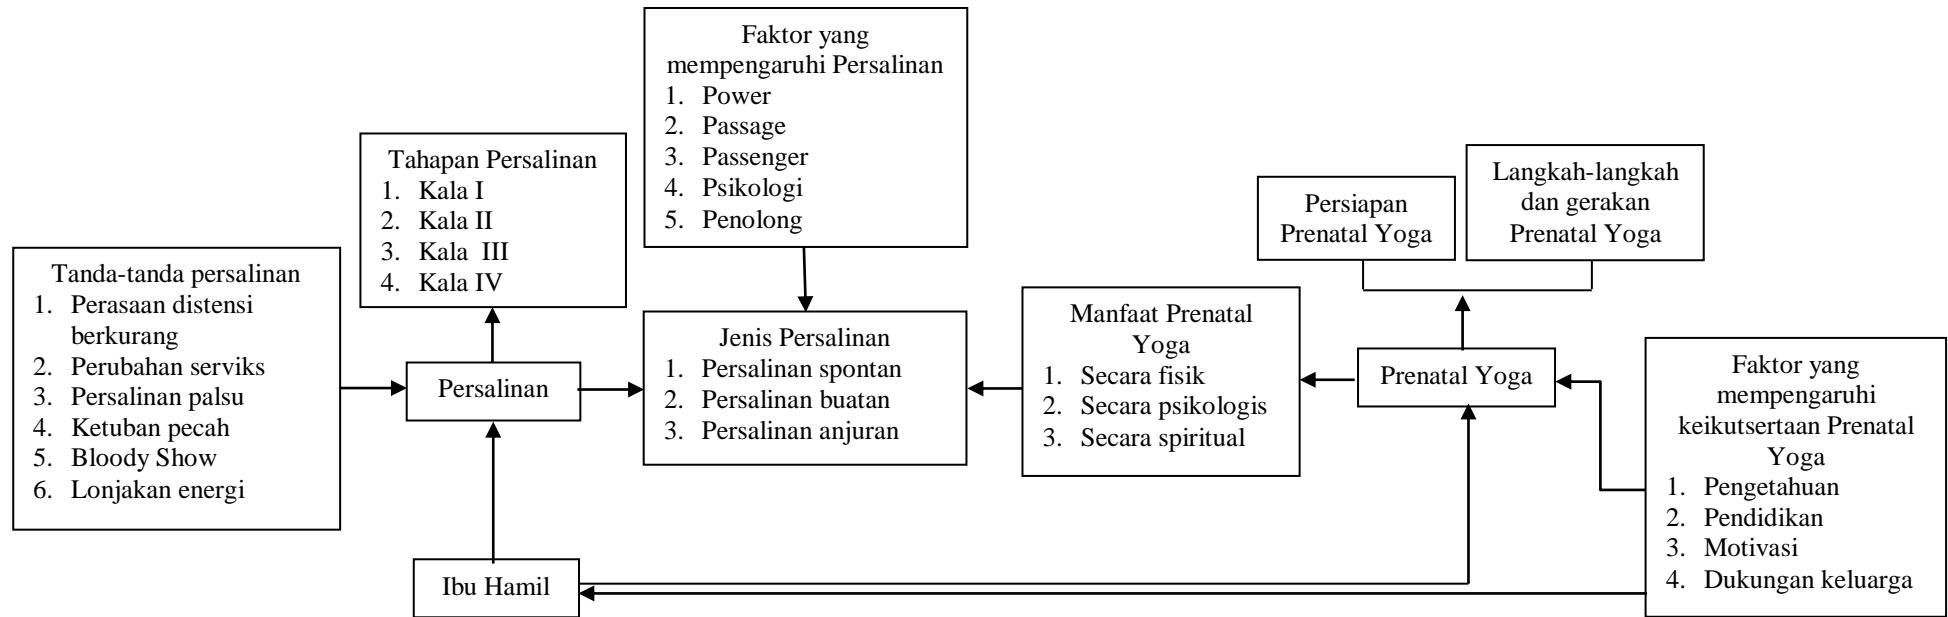 Faktor yang
mempengaruhi Persalinan
1. Power
2. Passage
3. Passenger
4. Psikologi
5. Penolong
Tahapan Persalinan
1. Kala I
2. Kala II
3. Kala III
4. Kala IV
Persiapan
Prenatal Yoga
Langkah-langkah
dan gerakan
Prenatal Yoga
Tanda-tanda persalinan
1. Perasaan distensi
berkurang
2. Perubahan serviks
3. Persalinan palsu
4. Ketuban pecah
5. Bloody Show
6. Lonjakan energi
Persalinan
Jenis Persalinan
1. Persalinan spontan
2. Persalinan buatan
3. Persalinan anjuran
Manfaat Prenatal
Yoga
1. Secara fisik
2. Secara psikologis
3. Secara spiritual
Prenatal Yoga
Faktor yang
mempengaruhi
keikutsertaan Prenatal
Yoga
1. Pengetahuan
2. Pendidikan
3. Motivasi
4. Dukungan keluarga
Ibu Hamil